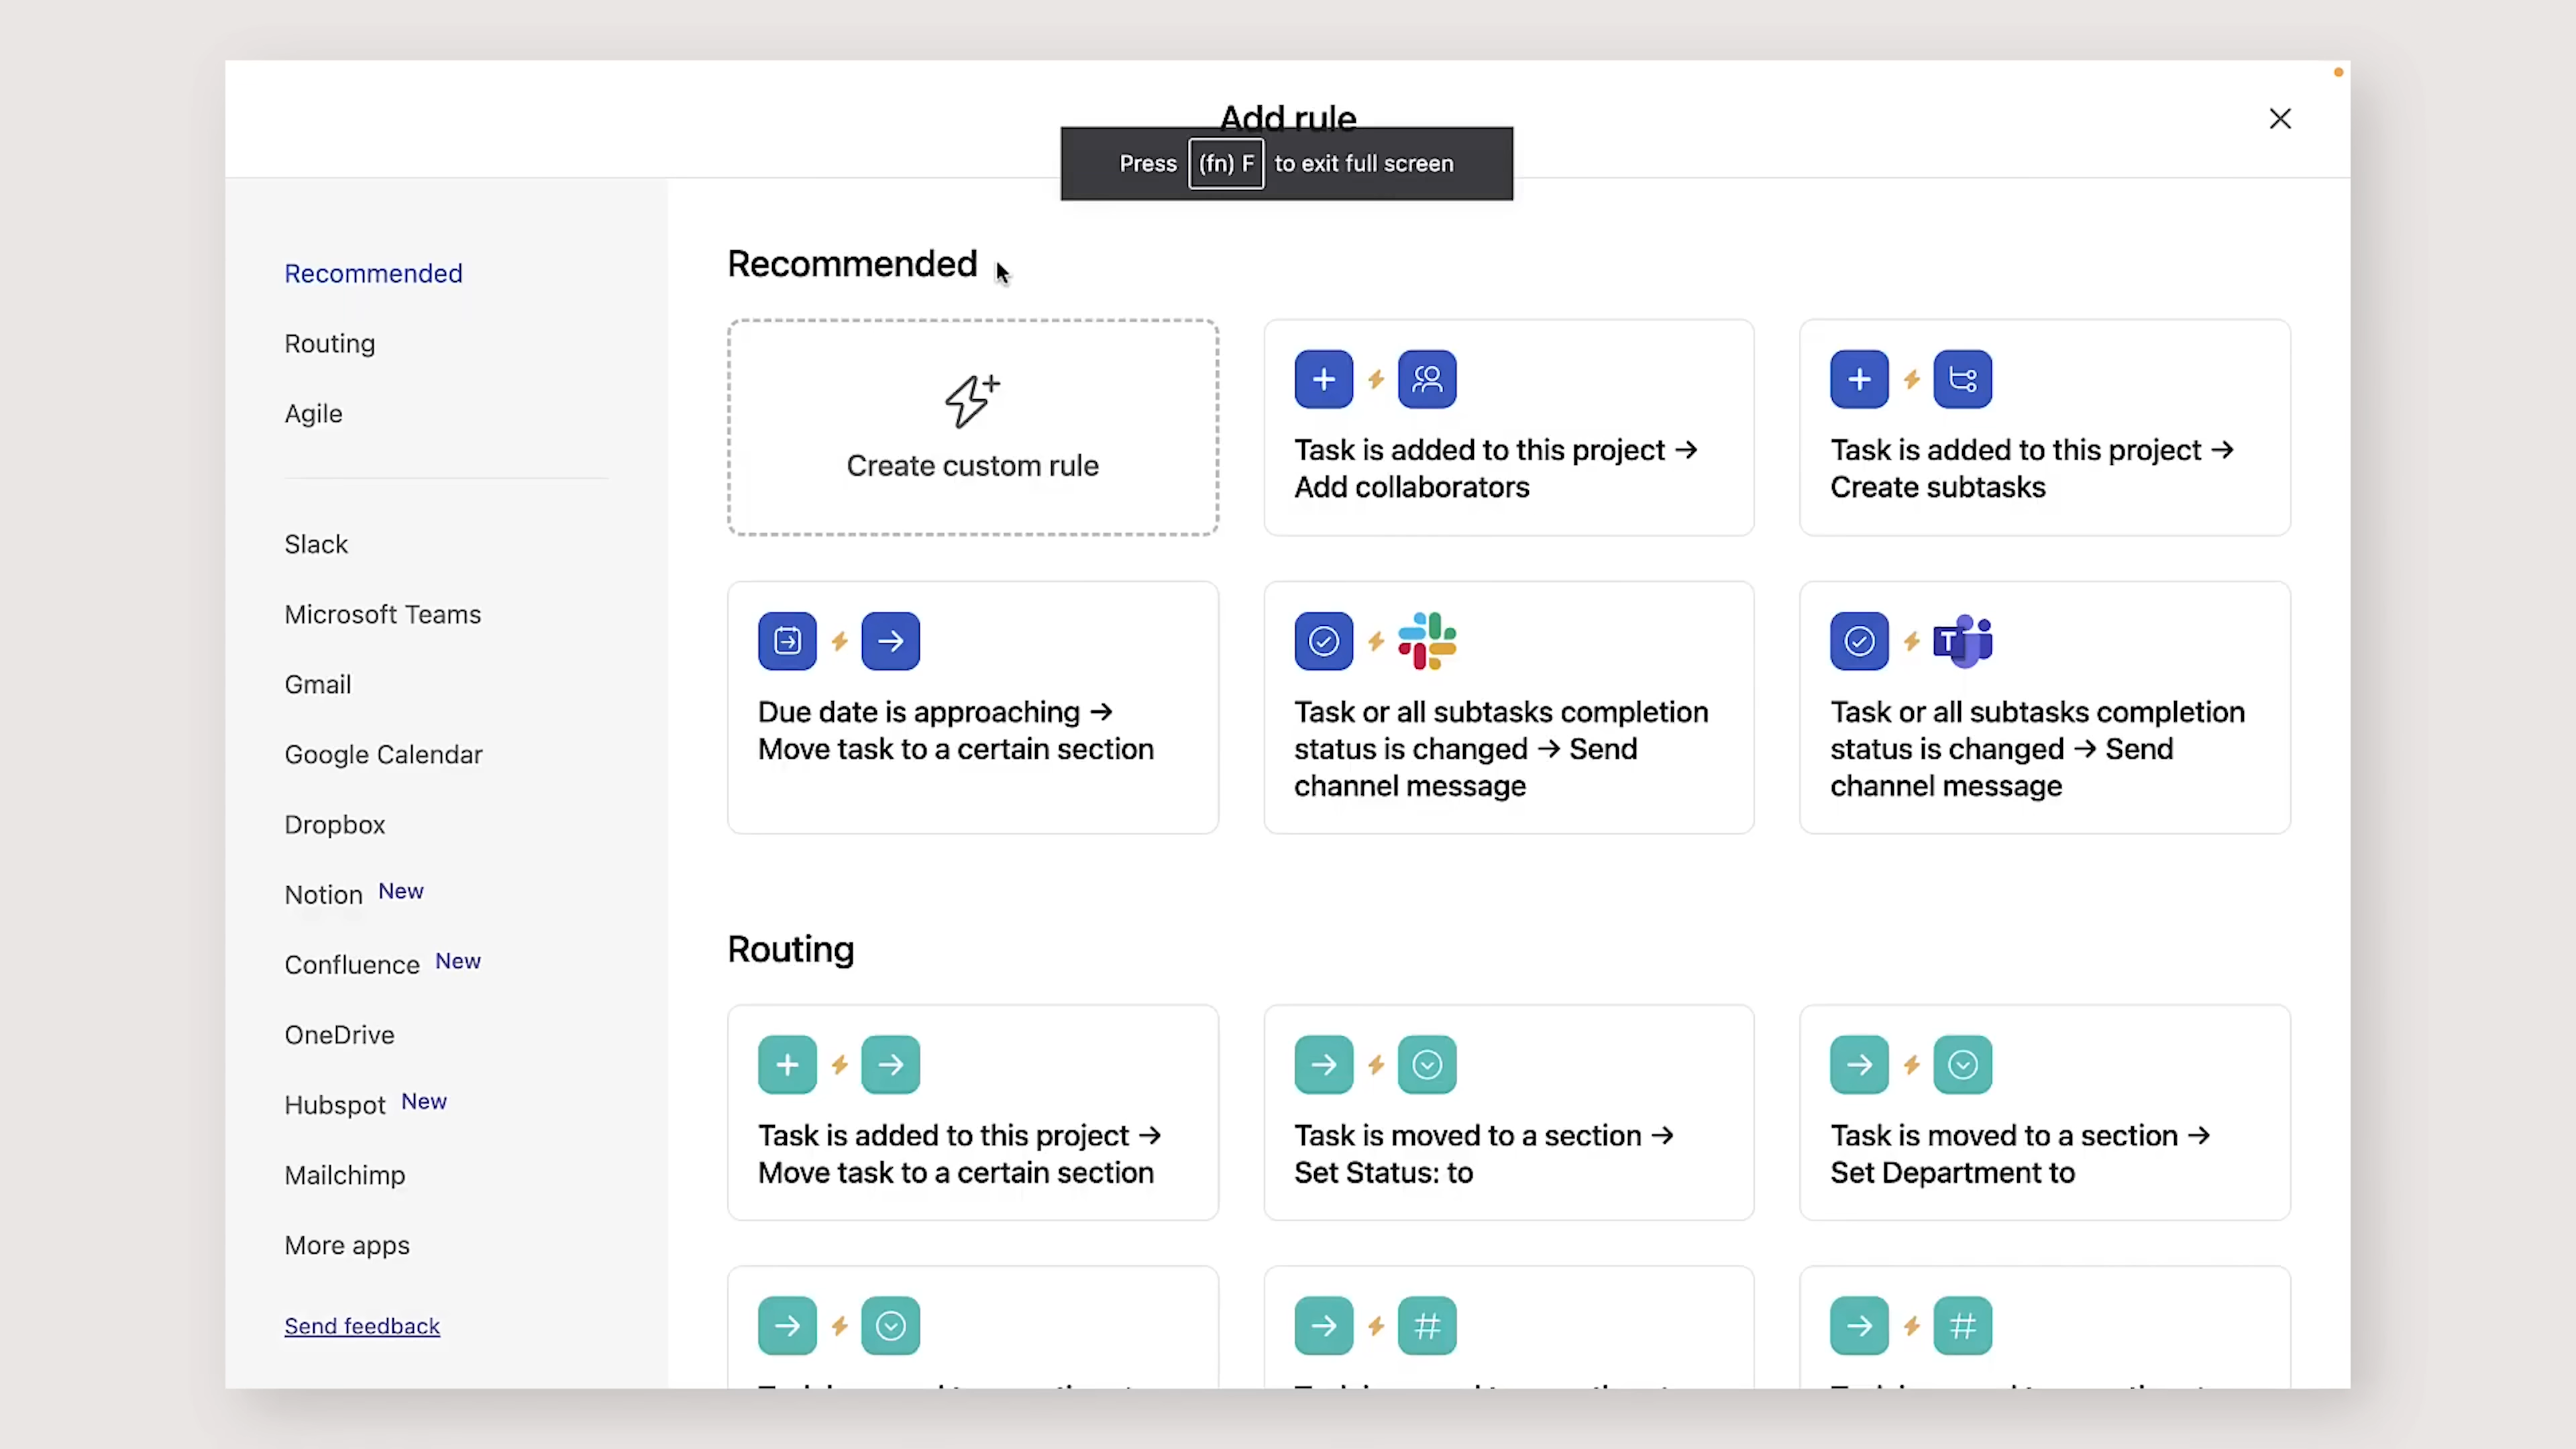 Add rule
Press (fn) F to exit full screen
Recommended
Routing
Agile
Slack
Microsoft Teams
Gmail
Google Calendar
Dropbox
Notion New
Confluence New
OneDrive
Hubspot New
Mailchimp
More apps
Send feedback
Recommended
Create custom rule
Task is added to this project →
Add collaborators
Task is added to this project →
Create subtasks
Due date is approaching →
Move task to a certain section
Task or all subtasks completion
status is changed → Send
channel message
T
Task or all subtasks completion
status is changed → Send
channel message
Routing
Task is added to this project →
Move task to a certain section
Task is moved to a section →
Set Status: to
Task is moved to a section →
Set Department to